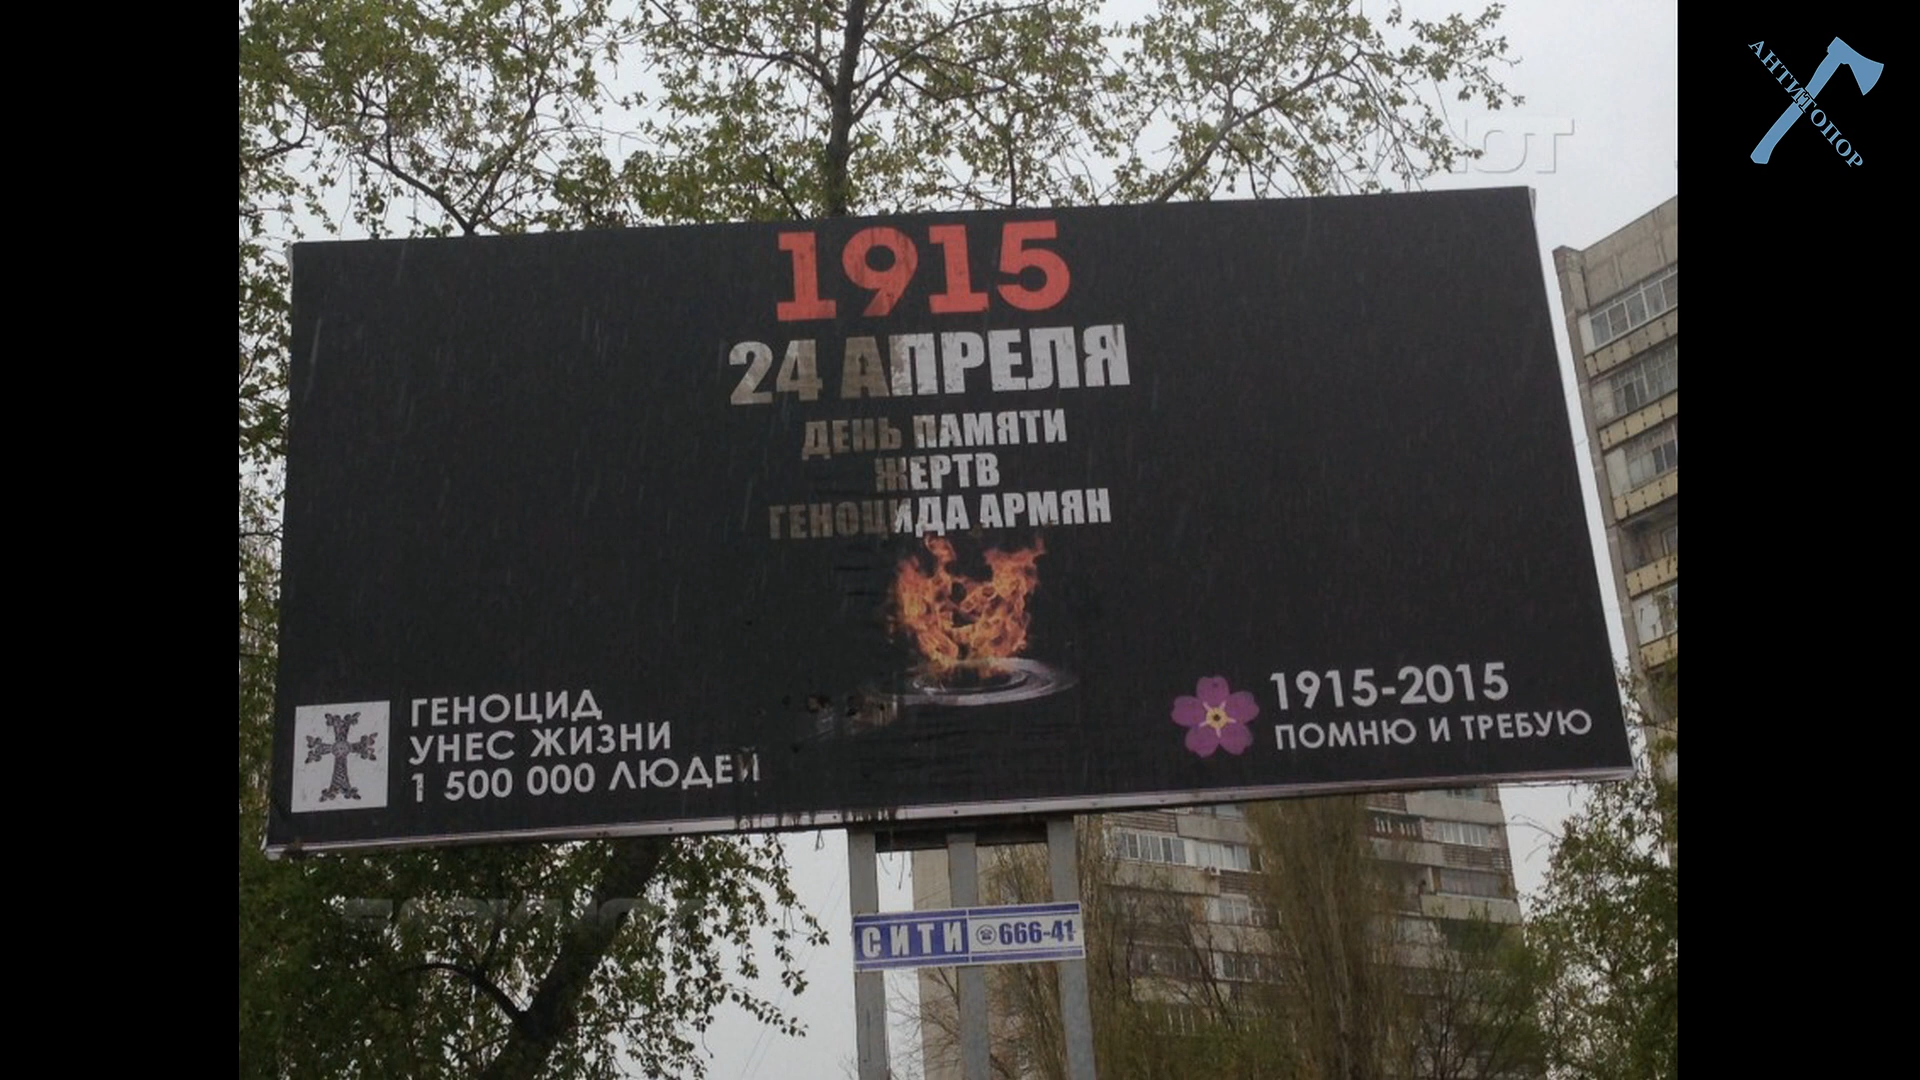 АНТИТОПОР
1915
24 АПРЕЛЯ
ДЕНЬ ПАМЯТИ
ЖЕРТВ
ГЕНОЦИДА АРМЯН
ГЕНОЦИД
УНЕС ЖИЗНИ
1 500 000 ЛЮДЕЙ
1915-2015
ПОМНЮ И ТРЕБУЮ
СИТИ ☎666-41